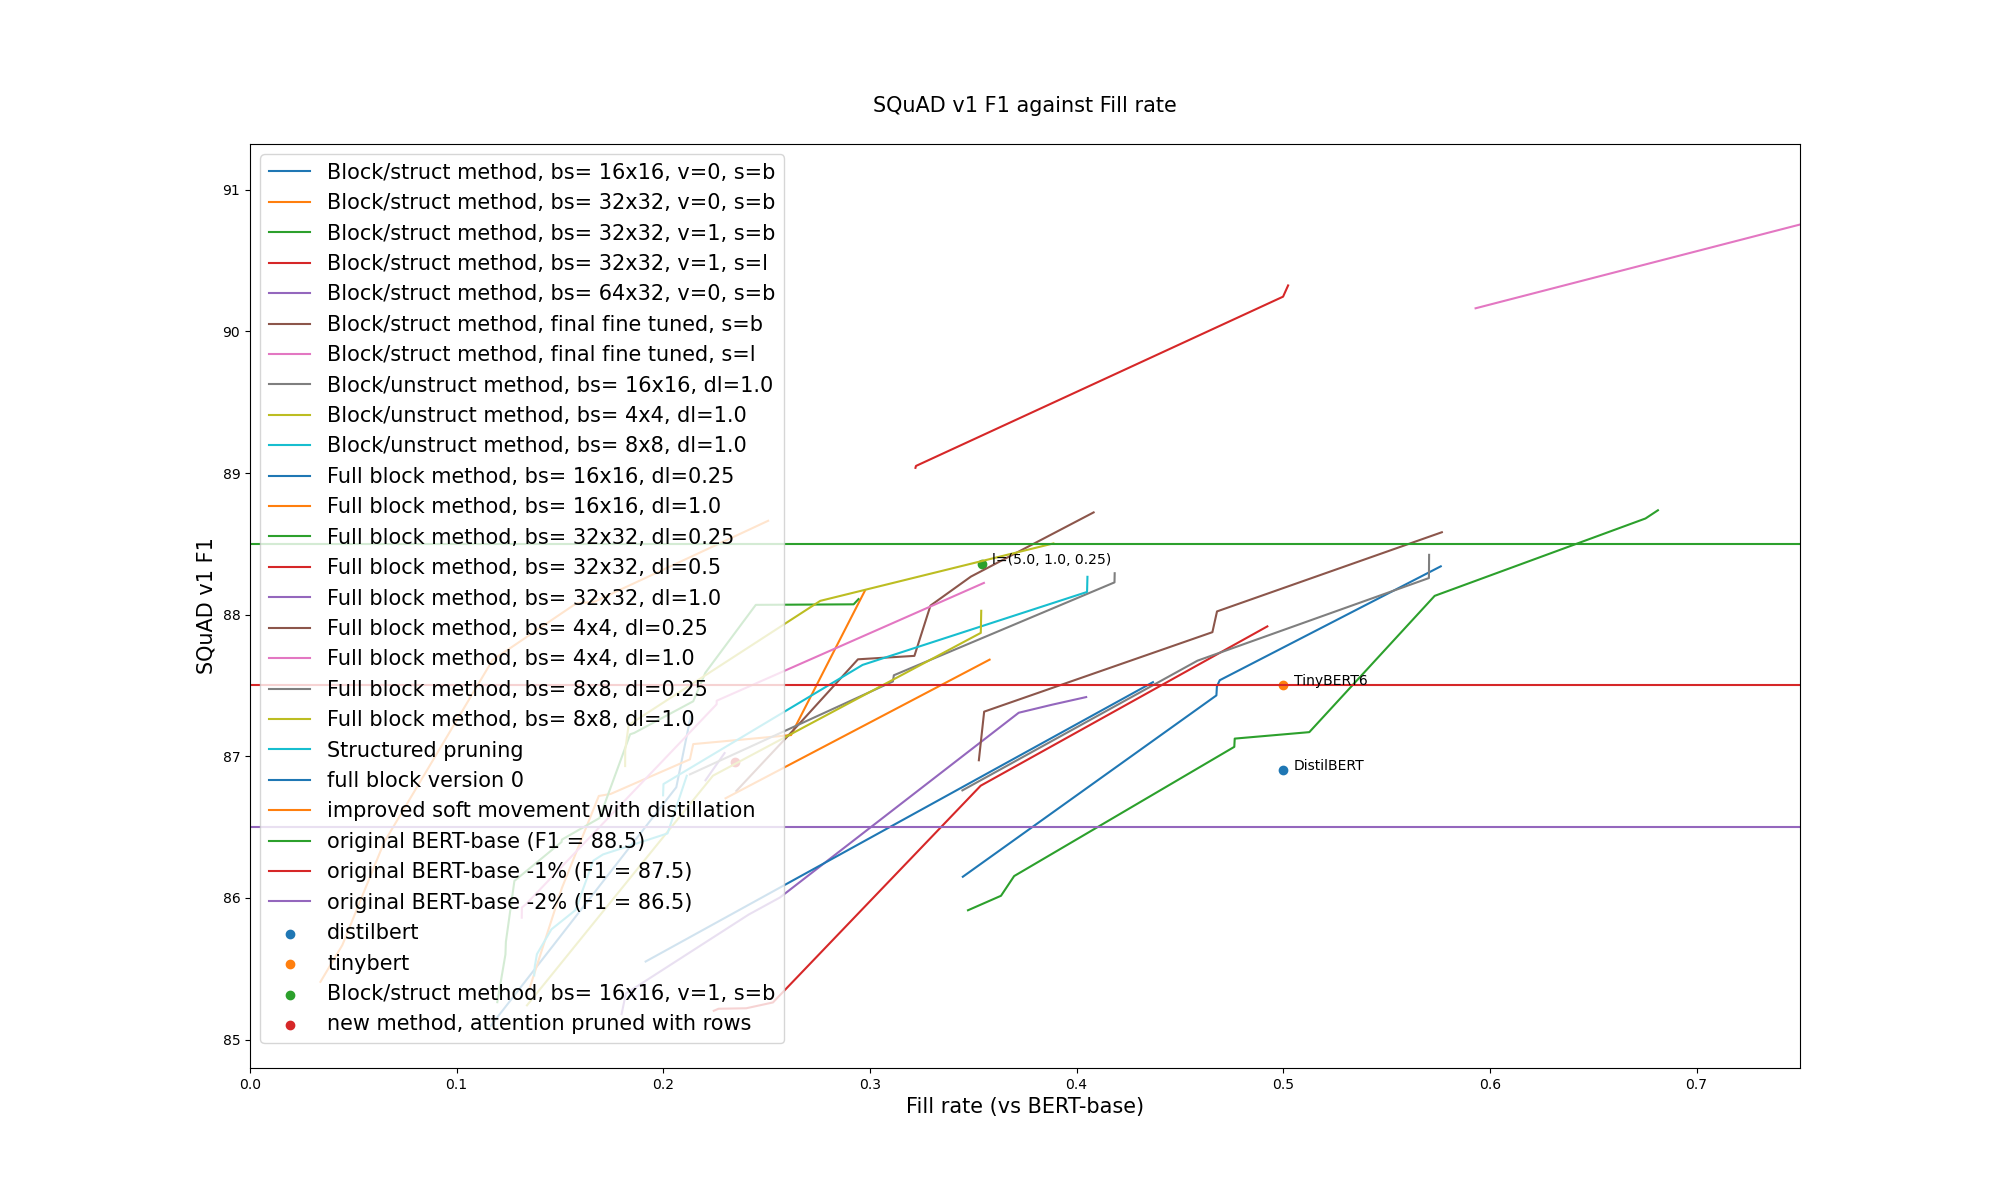 SQuAD v1 F1 against Fill rate
Block/struct method, bs= 16x16, v=0, s=b
Block/struct method, bs= 32x32, v=0, s=b
Block/struct method, bs= 32x32, v=1, s=b
Block/struct method, bs= 32x32, v=1, s=l
Block/struct method, bs= 64x32, v=0, s=b
Block/struct method, final fine tuned, s=b
Block/struct method, final fine tuned, s=l
Block/unstruct method, bs= 16x16, dl=1.0
Block/unstruct method, bs= 4x4, dl=1.0
Block/unstruct method, bs= 8x8, dl=1.0
Full block method, bs= 16x16, dl=0.25
Full block method, bs= 16x16, dl=1.0
Full block method, bs= 32x32, dl=0.25
Full block method, bs= 32x32, dl=0.5
Full block method, bs= 32x32, dl=1.0
Full block method, bs= 4x4, dl=0.25
Full block method, bs= 4x4, dl=1.0
Full block method, bs= 8x8, dl=0.25
Full block method, bs= 8x8, dl=1.0
Structured pruning
full block version 0
improved soft movement with distillation
original BERT-base (F1 = 88.5)
original BERT-base -1% (F1 = 87.5)
original BERT-base -2% (F1 = 86.5)
distilbert
tinybert
Block/struct method, bs= 16x16, v=1, s=b
new method, attention pruned with rows
l=(5.0, 1.0, 0.25)
TinyBERT6
DistilBERT
SQuAD v1 F1
91
90
89
88
87
86
85
0.0 0.1 0.2 0.3 0.4 0.5 0.6 0.7
Fill rate (vs BERT-base)